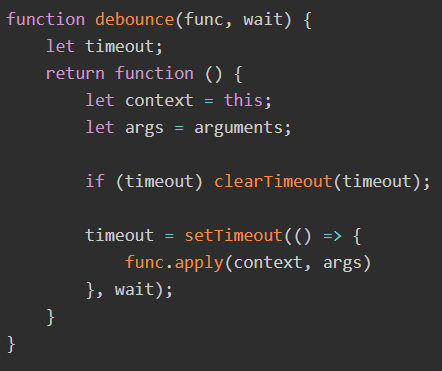 function debounce(func, wait) {
    let timeout;
    return function () {
        let context = this;
        let args = arguments;

        if (timeout) clearTimeout(timeout);

        timeout = setTimeout(() => {
            func.apply(context, args)
        }, wait);
    }
}